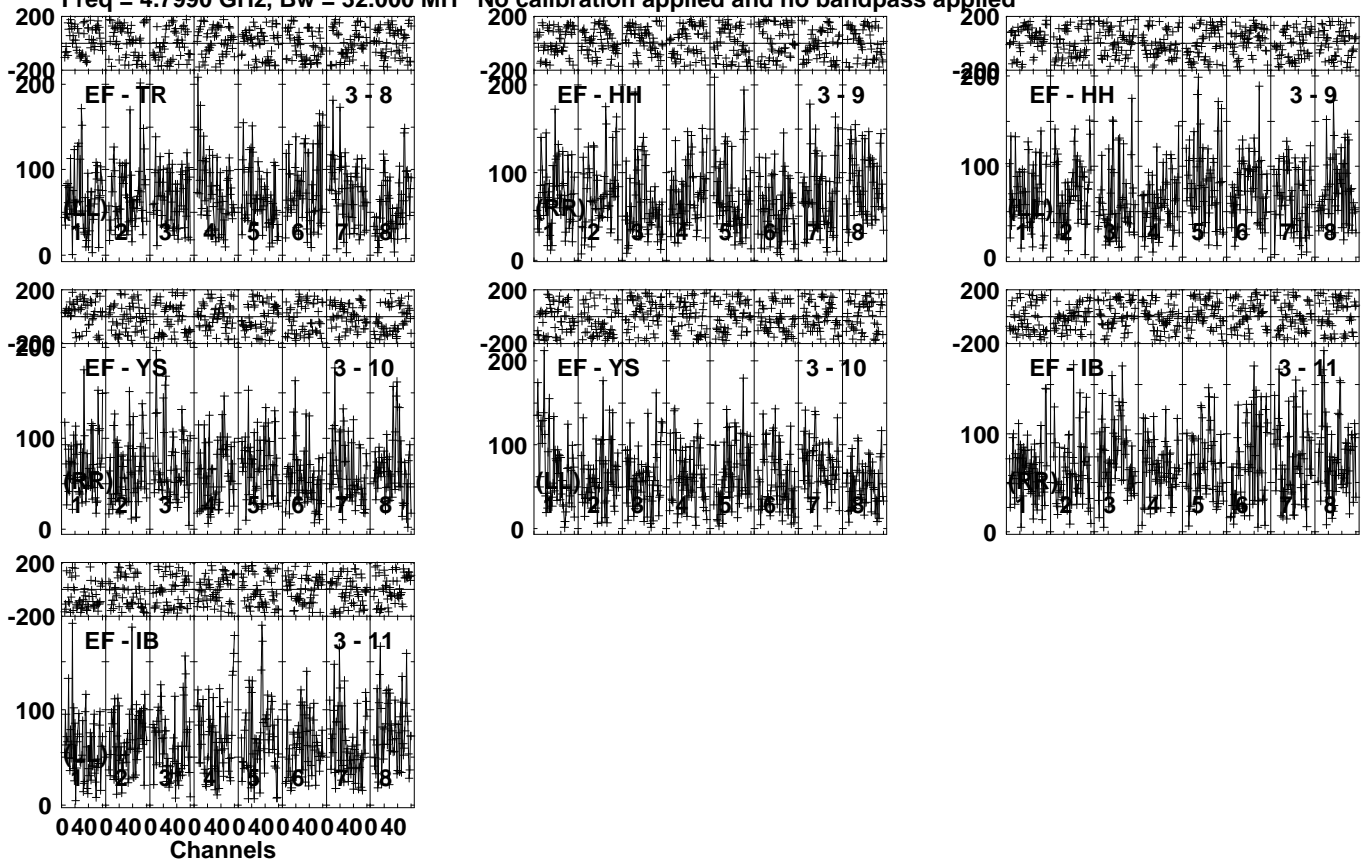 Freq = 4.7990 GHz, Bw = 32.000 MH No calibration applied and no bandpass applied
200 200 200
-200 -200 -200
200 200 200
EF - TR 3 - 8 EF - HH 3 - 9 EF - HH 3 - 9
100 100 100
(LL) (RR) (LL)
1 2 3 4 5 6 7 8 1 2 3 4 5 6 7 8 1 2 3 4 5 6 7 8
0 0 0
200 200 200
-200 -200 -200
200 200
EF - YS 3 - 10 EF - YS 3 - 10 EF - IB 3 - 11
100 100 100
(RR) (LL) (RR)
1 2 3 4 5 6 7 8 1 2 3 4 5 6 7 8 1 2 3 4 5 6 7 8
0 0 0
200
-200
EF - IB 3 - 11
100
(LL)
1 2 3 4 5 6 7 8
0
0 40 0 40 0 40 0 40 0 40 0 40 0 40 0 40
Channels